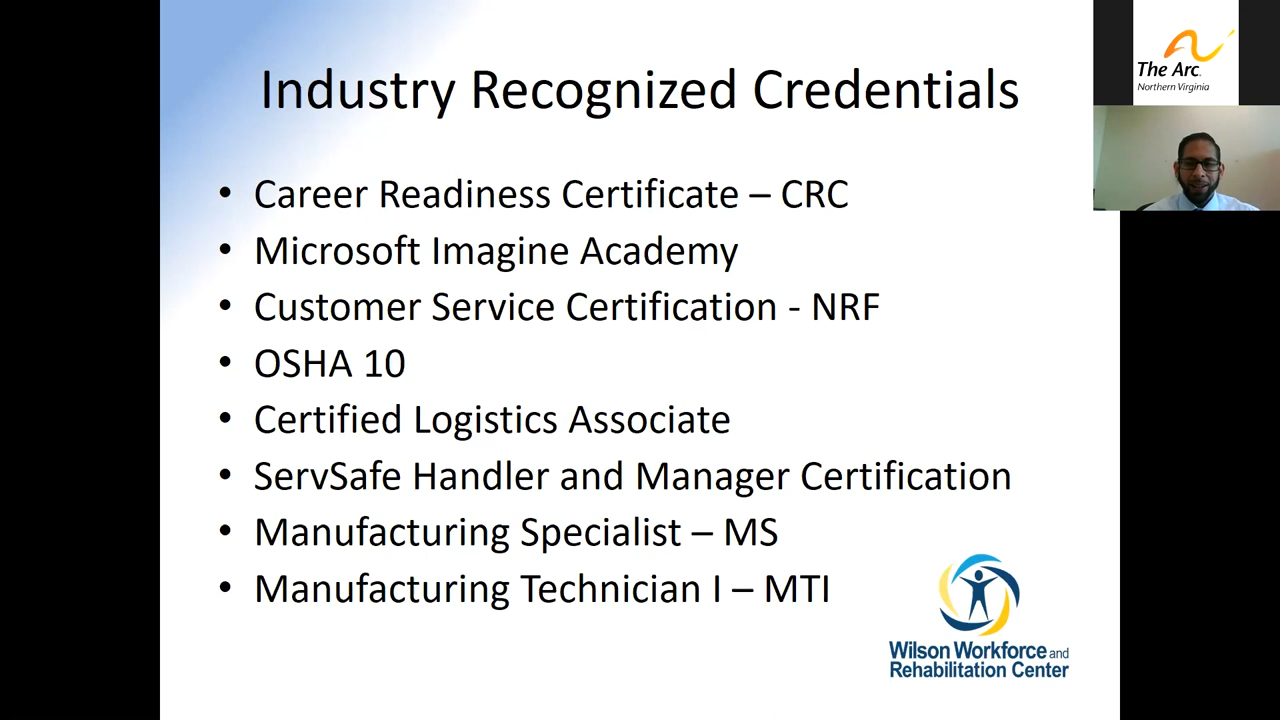 Industry Recognized Credentials
• Career Readiness Certificate – CRC
• Microsoft Imagine Academy
• Customer Service Certification - NRF
• OSHA 10
• Certified Logistics Associate
• ServSafe Handler and Manager Certification
• Manufacturing Specialist – MS
• Manufacturing Technician I – MTI
Wilson Workforce and
Rehabilitation Center
The Arc.
Northern Virginia